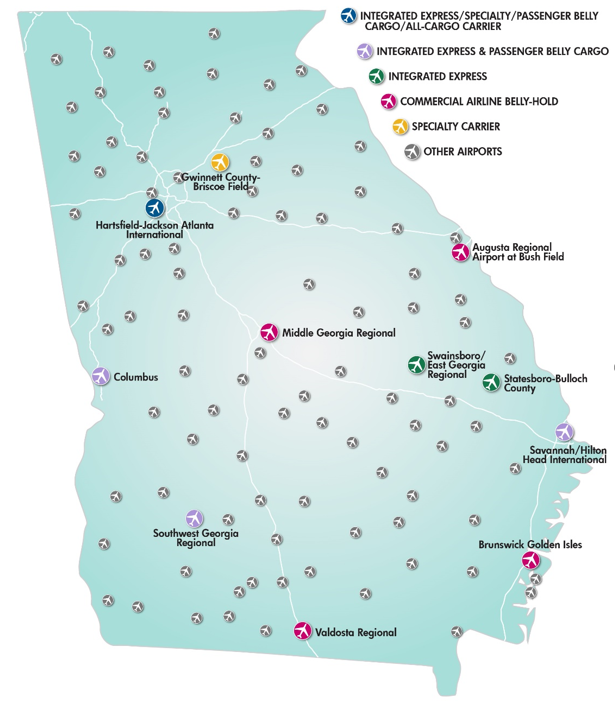 INTEGRATED EXPRESS/SPECIALTY/PASSENGER BELLY
CARGO/ALL-CARGO CARRIER
INTEGRATED EXPRESS & PASSENGER BELLY CARGO
INTEGRATED EXPRESS
COMMERCIAL AIRLINE BELLY-HOLD
SPECIALTY CARRIER
OTHER AIRPORTS
Gwinnett County-
Briscoe Field
Hartsfield-Jackson Atlanta
International
Augusta Regional
Airport at Bush Field
Middle Georgia Regional
Swainsboro/
East Georgia
Regional
Columbus
Statesboro-Bulloch
County
Savannah/Hilton
Head International
Southwest Georgia
Regional
Brunswick Golden Isles
Valdosta Regional